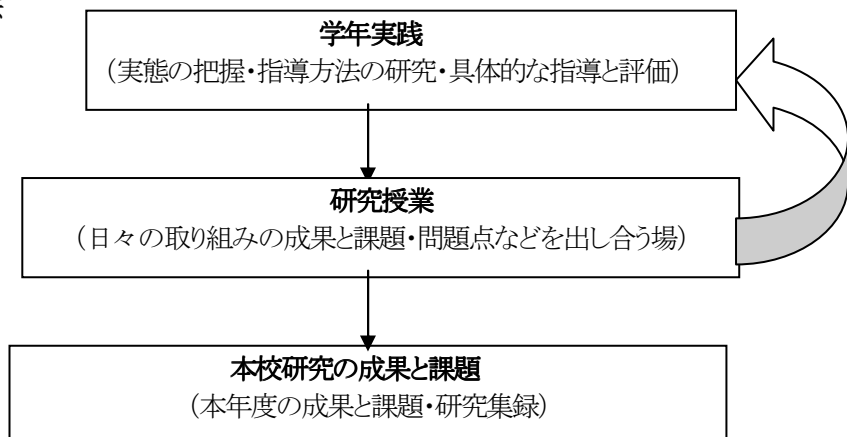 学年実践
（実態の把握・指導方法の研究・具体的な指導と評価）
研究授業
（日々の取り組みの成果と課題・問題点などを出し合う場）
本校研究の成果と課題
（本年度の成果と課題・研究集録）